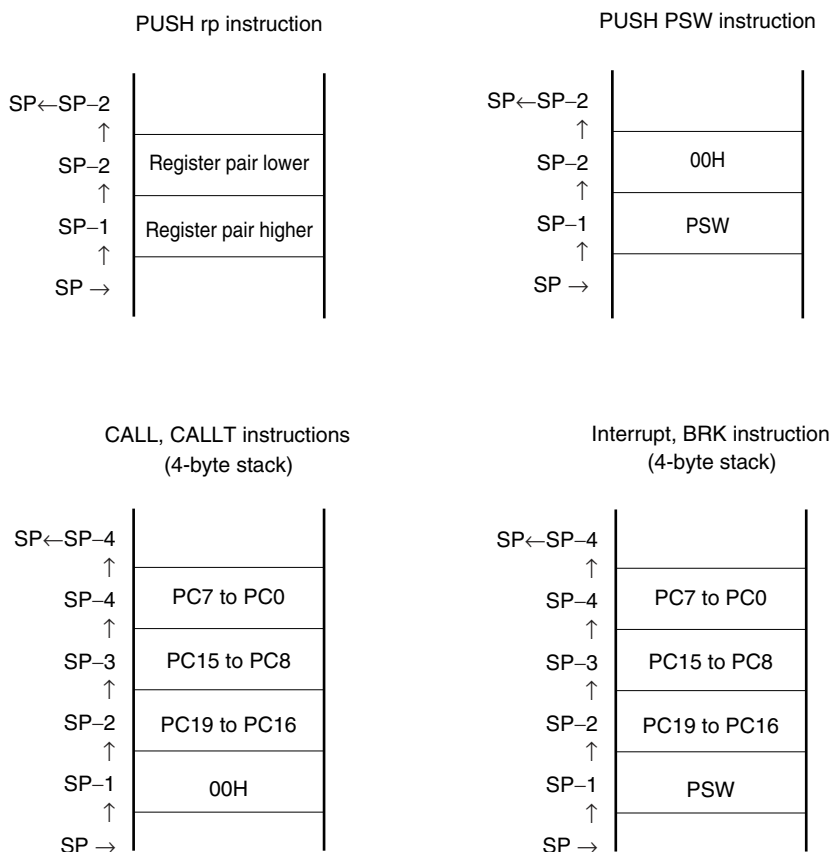 PUSH rp instruction
SP←SP–2
↑
SP–2
Register pair lower
↑
SP–1
Register pair higher
↑
SP →
PUSH PSW instruction
SP←SP–2
↑
SP–2
00H
↑
SP–1
PSW
↑
SP →
CALL, CALLT instructions
(4-byte stack)
SP←SP–4
↑
SP–4
PC7 to PC0
↑
SP–3
PC15 to PC8
↑
SP–2
PC19 to PC16
↑
SP–1
00H
↑
SP →
Interrupt, BRK instruction
(4-byte stack)
SP←SP–4
↑
SP–4
PC7 to PC0
↑
SP–3
PC15 to PC8
↑
SP–2
PC19 to PC16
↑
SP–1
PSW
↑
SP →